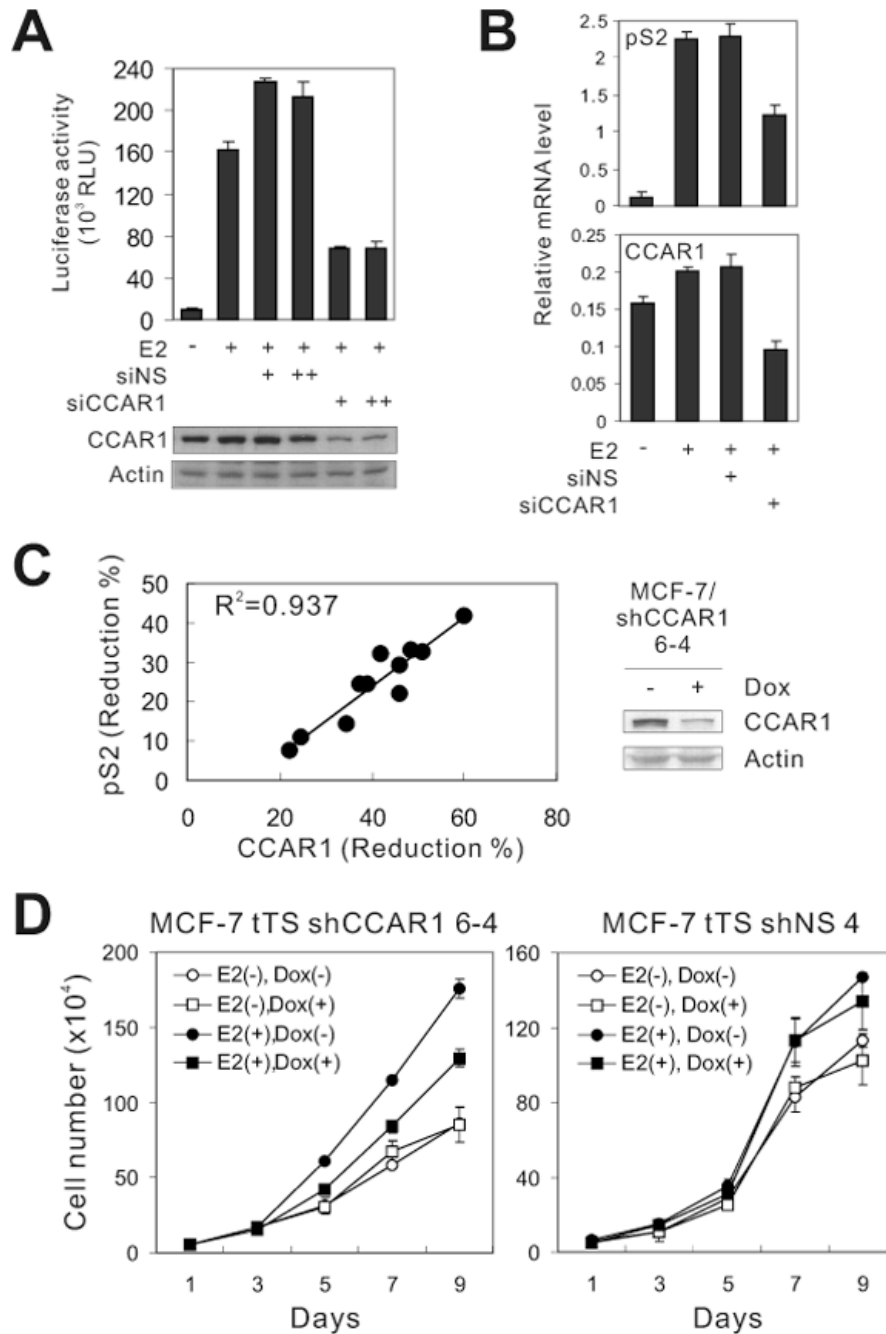 A
Luciferase activity
(10³ RLU)
240
200
160
120
80
40
0
E2 - + + + + +
siNS + ++
siCCAR1 + ++
CCAR1
Actin
B
Relative mRNA level
pS2
2.5
2
1.5
1
0.5
0
CCAR1
0.25
0.2
0.15
0.1
0.05
0
E2 - + + +
siNS +
siCCAR1 +
C
pS2 (Reduction %)
50
40
30
20
10
0
R²=0.937
0 20 40 60 80
CCAR1 (Reduction %)
MCF-7/
shCCAR1
6-4
- + Dox
CCAR1
Actin
D
MCF-7 tTS shCCAR1 6-4
Cell number (x10⁴)
200
150
100
50
0
E2(-), Dox(-)
E2(-),Dox(+)
E2(+),Dox(-)
E2(+),Dox(+)
1 3 5 7 9
Days
MCF-7 tTS shNS 4
160
120
80
40
0
E2(-), Dox(-)
E2(-), Dox(+)
E2(+), Dox(-)
E2(+), Dox(+)
1 3 5 7 9
Days